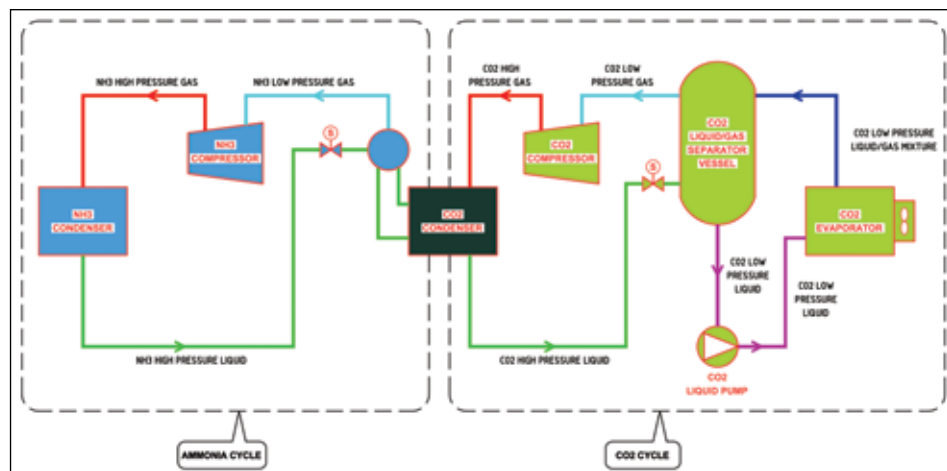 NH3 HIGH PRESSURE GAS
NH3 LOW PRESSURE GAS
CO2 HIGH
PRESSURE GAS
CO2 LOW
PRESSURE GAS
S
NH3
COMPRESSOR
CO2
COMPRESSOR
CO2
LIQUID/GAS
SEPARATOR
VESSEL
CO2 LOW PRESSURE
LIQUID/GAS MIXTURE
S
NH3
CONDENSER
CO2
CONDENSER
CO2
EVAPORATOR
CO2 LOW
PRESSURE
LIQUID
CO2 LOW
PRESSURE
LIQUID
NH3 HIGH PRESSURE LIQUID
CO2 HIGH PRESSURE LIQUID
CO2
LIQUID PUMP
AMMONIA CYCLE
CO2 CYCLE